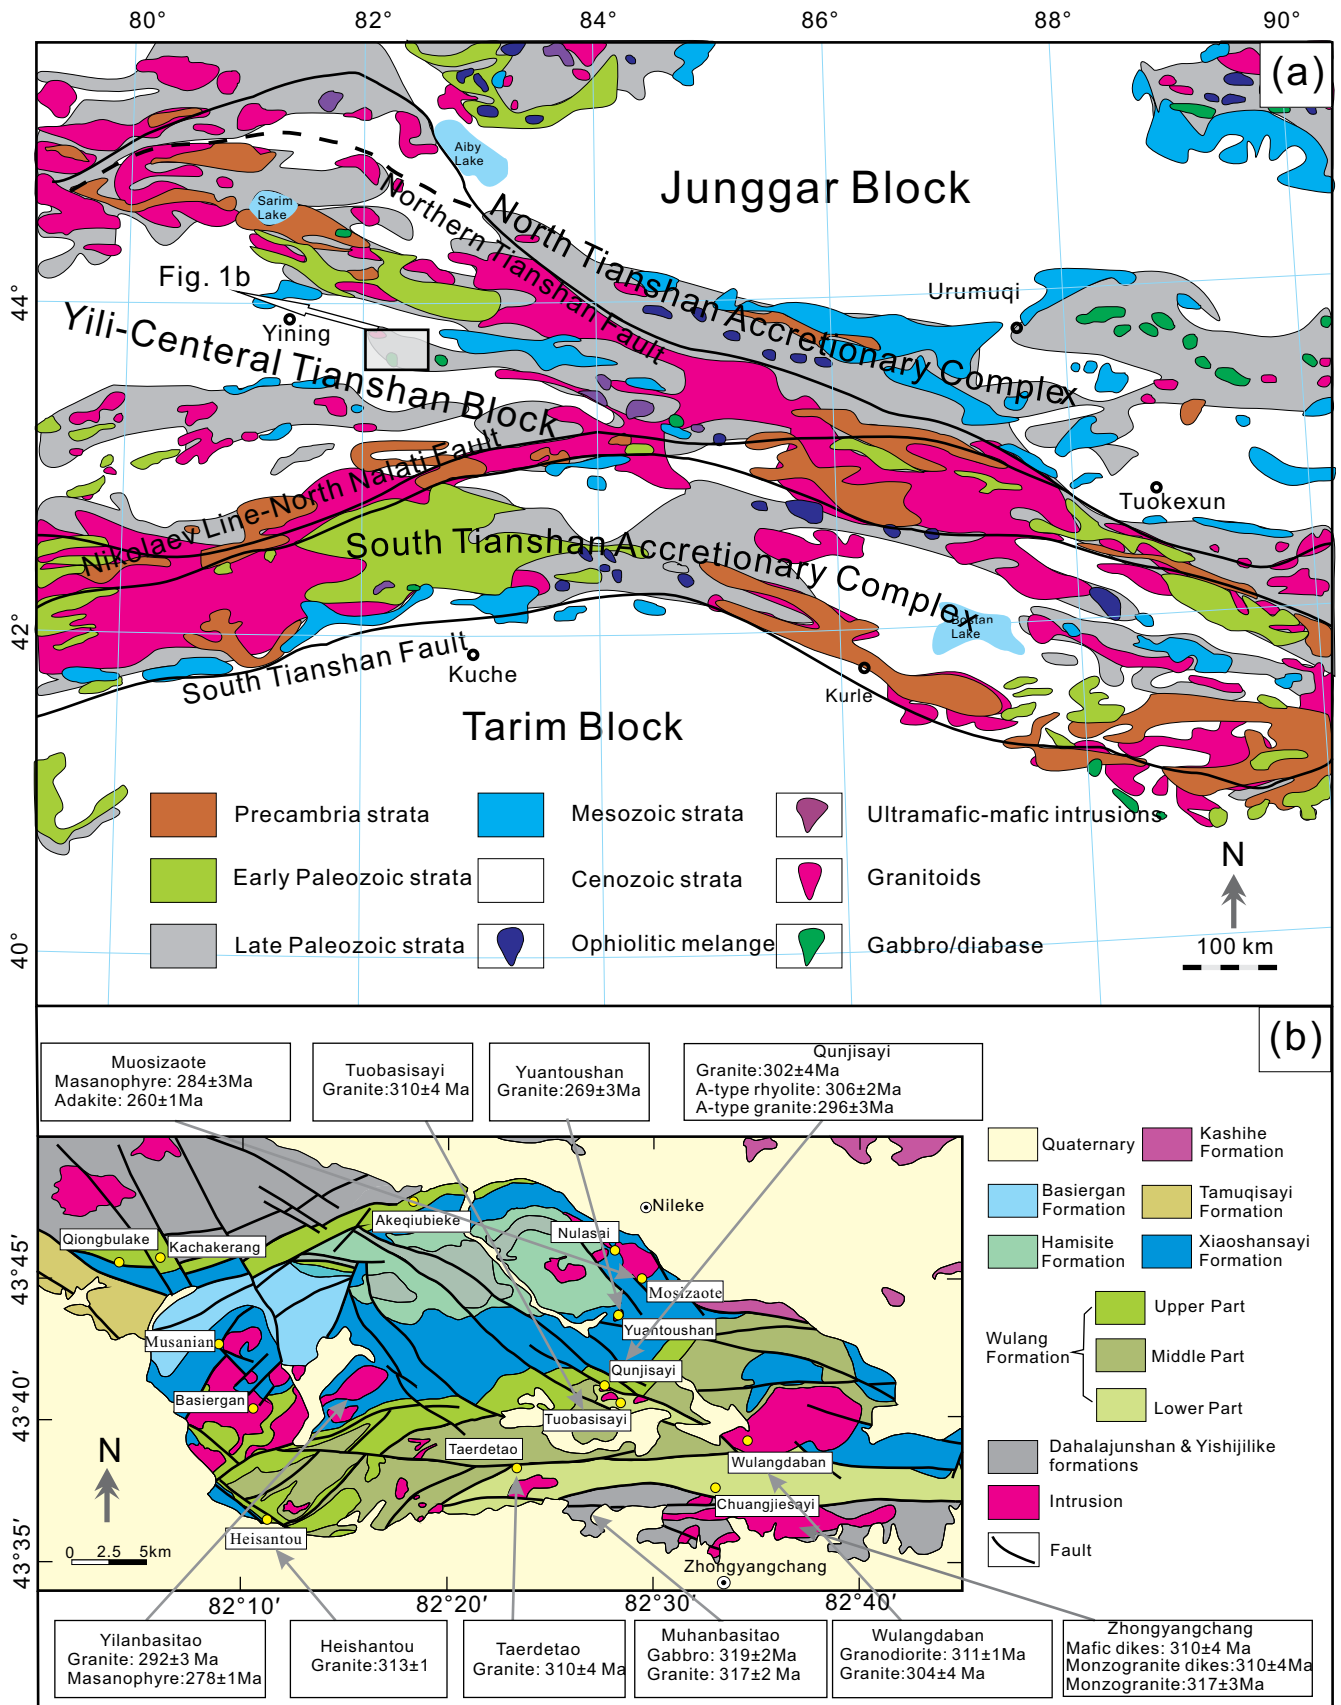 80° 82° 84° 86° 88° 90°
(a)
Aiby
Lake
Junggar Block
Sarim
Lake
Northern Tianshan Fault
North Tianshan Accretionary Complex
Fig. 1b
44°
Urumuqi
Yining
Yili-Centeral Tianshan Block
Nikolaev Line-North Nalati Fault
Tuokexun
South Tianshan Accretionary Complex
42°
Bostan
Lake
South Tianshan Fault
Kuche
Kurle
Tarim Block
Precambria strata
Mesozoic strata
Ultramafic-mafic intrusions
Early Paleozoic strata
Cenozoic strata
Granitoids
N
Late Paleozoic strata
Ophiolitic melange
Gabbro/diabase
100 km
40°
(b)
Muosizaote
Masanophyre: 284±3Ma
Adakite: 260±1Ma
Tuobasisayi
Granite:310±4 Ma
Yuantoushan
Granite:269±3Ma
Qunjisayi
Granite:302±4Ma
A-type rhyolite: 306±2Ma
A-type granite:296±3Ma
Quaternary
Kashihe
Formation
Basiergan
Formation
Tamuqisayi
Formation
Hamisite
Formation
Xiaoshansayi
Formation
Wulang
Formation
Upper Part
Middle Part
Lower Part
Dahalajunshan & Yishijilike
formations
Intrusion
Fault
Nileke
Akeqiubieke
Qiongbulake
Kachakerang
Nulasai
43°45′
Mosizaote
Musanian
Yuantoushan
Qunjisayi
Basiergan
43°40′
Tuobasisayi
Taerdetao
Wulangdaban
N
Chuangjiesayi
Heisantou
0 2.5 5km
43°35′
Zhongyangchang
82°10′ 82°20′ 82°30′ 82°40′
Yilanbasitao
Granite: 292±3 Ma
Masanophyre:278±1Ma
Heishantou
Granite:313±1
Taerdetao
Granite: 310±4 Ma
Muhanbasitao
Gabbro: 319±2Ma
Granite: 317±2 Ma
Wulangdaban
Granodiorite: 311±1Ma
Granite:304±4 Ma
Zhongyangchang
Mafic dikes: 310±4 Ma
Monzogranite dikes:310±4Ma
Monzogranite:317±3Ma